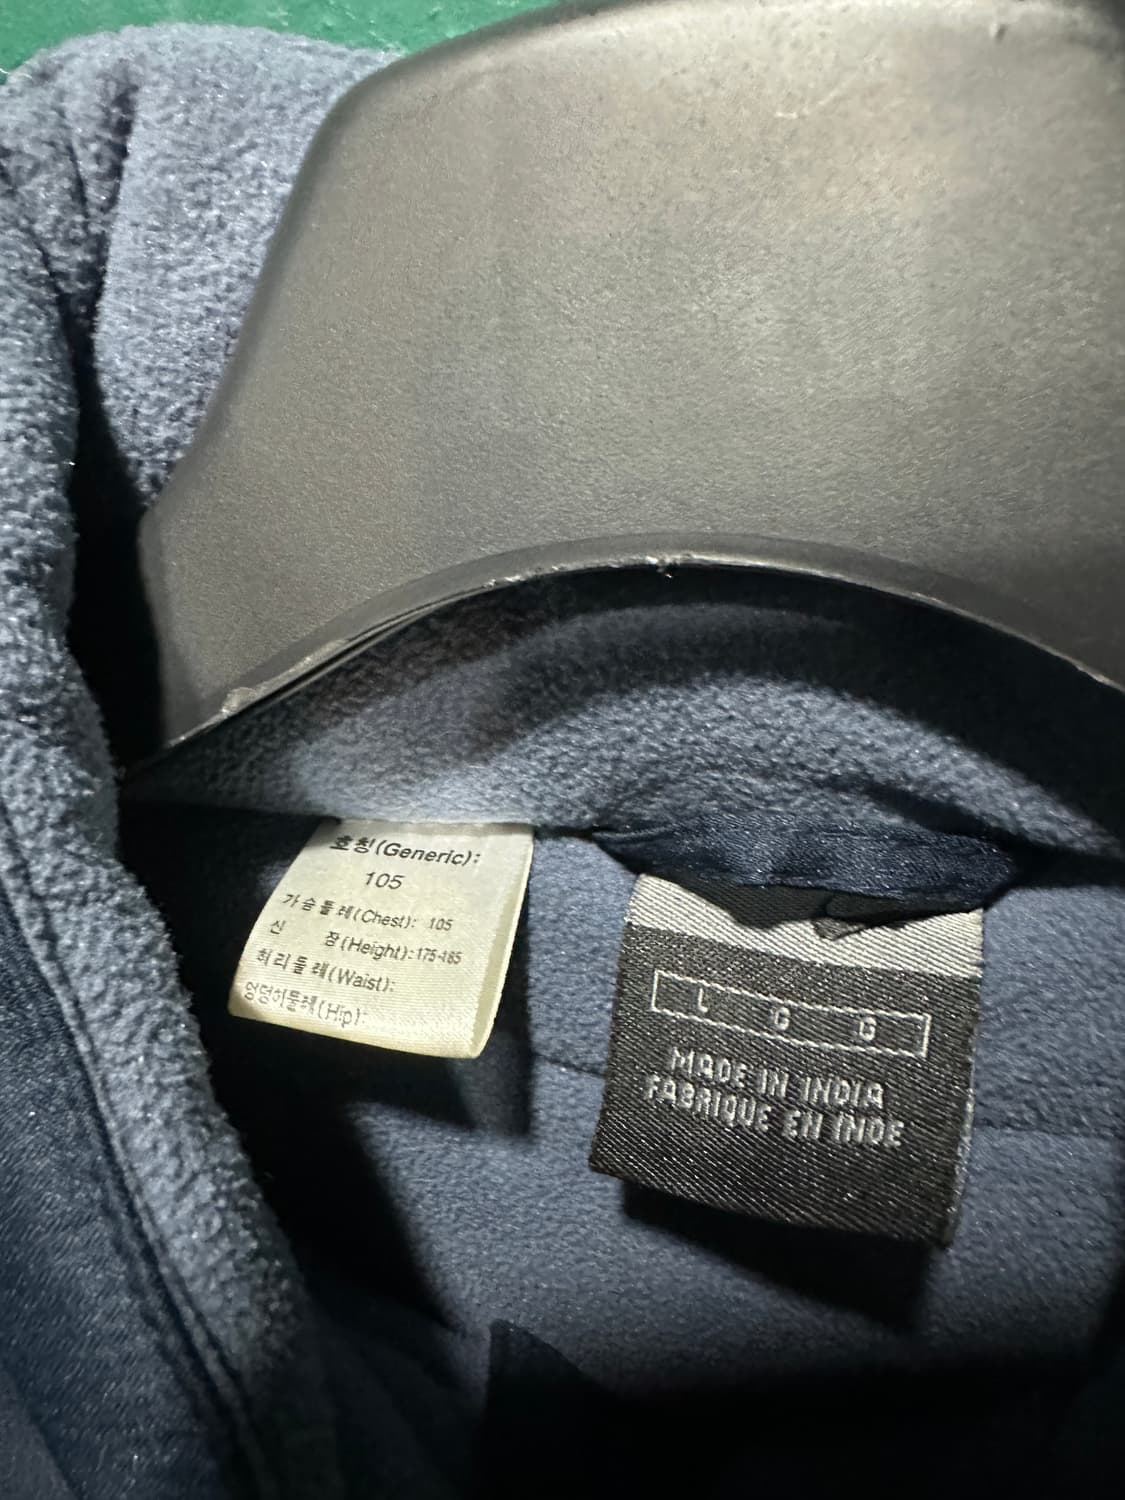 호칭(Generic):
105
가슴둘레(Chest): 105
신 장(Height):175-185
허리둘레(Waist):
엉덩이둘레(Hip):
L G G
MADE IN INDIA
FABRIQUE EN INDE